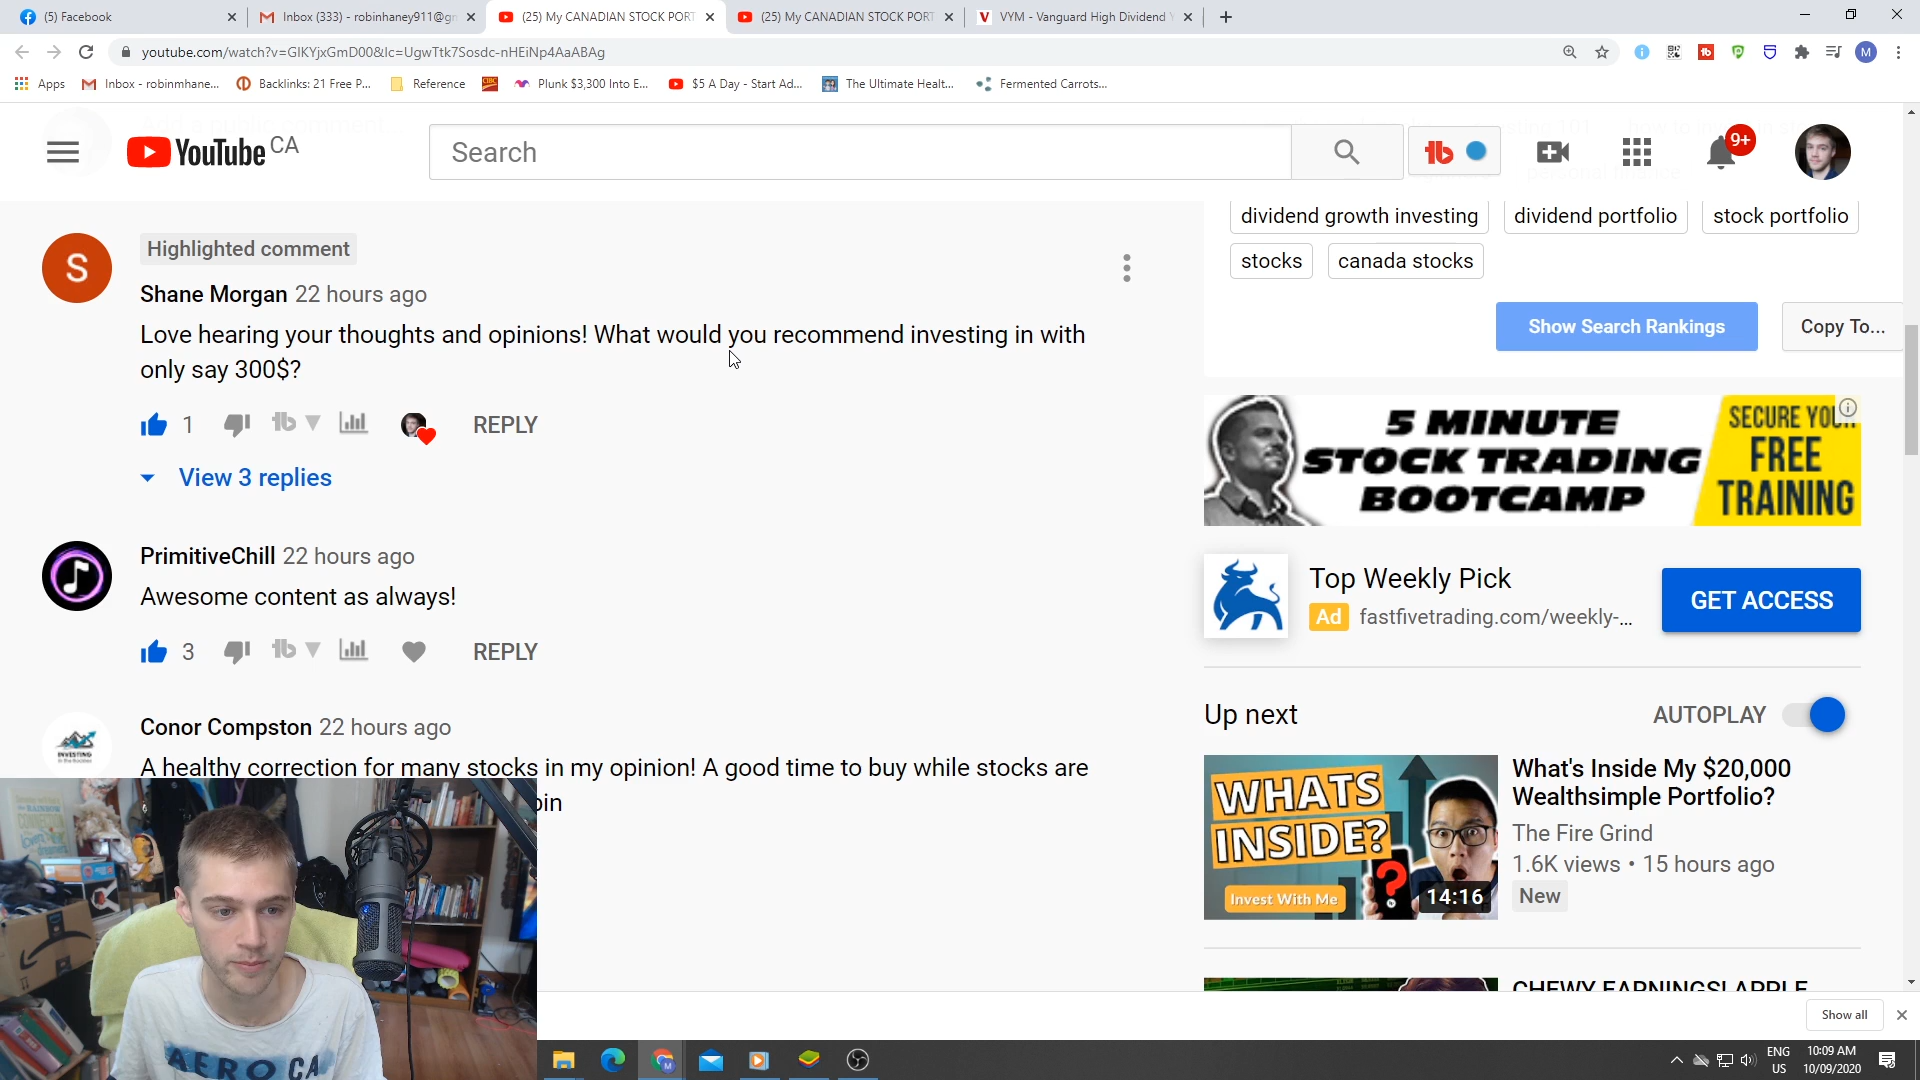 (5) Facebook
Inbox (333) - robinhaney911@gm
(25) My CANADIAN STOCK PORT
(25) My CANADIAN STOCK PORT
VYM - Vanguard High Dividend Y
youtube.com/watch?v=GlKYjxGmD00&lc=UgwTtk7Sosdc-nHEiNp4AaABAg
Apps
Inbox - robinmhane...
Backlinks: 21 Free P...
Reference
CIBC
Plunk $3,300 Into E...
$5 A Day - Start Ad...
The Ultimate Healt...
Fermented Carrots...
YouTube CA
Search
9+
dividend growth investing
dividend portfolio
stock portfolio
stocks
canada stocks
Show Search Rankings
Copy To...
S
Highlighted comment
Shane Morgan 22 hours ago
Love hearing your thoughts and opinions! What would you recommend investing in with
only say 300$?
1
REPLY
View 3 replies
PrimitiveChill 22 hours ago
Awesome content as always!
3
REPLY
Conor Compston 22 hours ago
A healthy correction for many stocks in my opinion! A good time to buy while stocks are
5 MINUTE
STOCK TRADING
BOOTCAMP
SECURE YOUR
FREE
TRAINING
Top Weekly Pick
Ad fastfivetrading.com/weekly-...
GET ACCESS
Up next
AUTOPLAY
WHATS
INSIDE?
Invest With Me
14:16
What's Inside My $20,000
Wealthsimple Portfolio?
The Fire Grind
1.6K views • 15 hours ago
New
CHEWY EARNINGS! APPLE
AERO CA
Show all
ENG
US
10:09 AM
10/09/2020